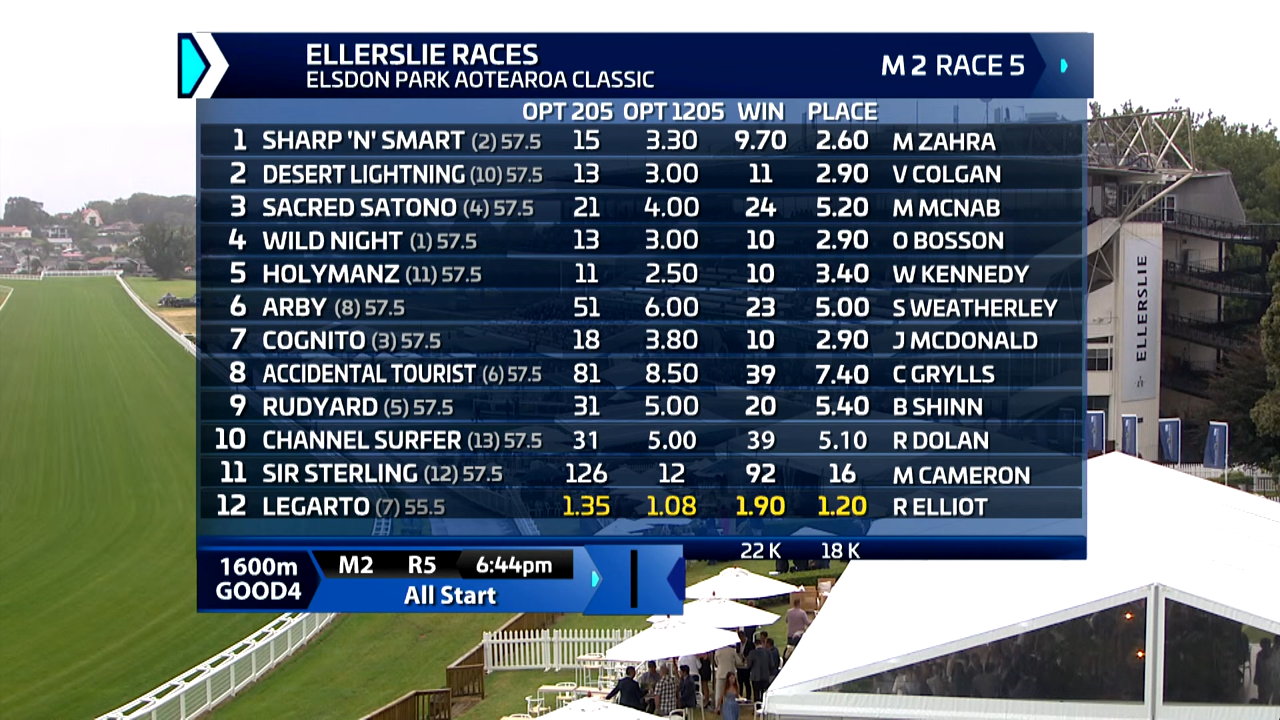 ELLERSLIE RACES
ELSDON PARK AOTEAROA CLASSIC
M 2 RACE 5
OPT 205 OPT 1205 WIN PLACE
1 SHARP 'N' SMART (2) 57.5 15 3.30 9.70 2.60 M ZAHRA
2 DESERT LIGHTNING (10) 57.5 13 3.00 11 2.90 V COLGAN
3 SACRED SATONO (4) 57.5 21 4.00 24 5.20 M MCNAB
4 WILD NIGHT (1) 57.5 13 3.00 10 2.90 O BOSSON
5 HOLYMANZ (11) 57.5 11 2.50 10 3.40 W KENNEDY
6 ARBY (8) 57.5 51 6.00 23 5.00 S WEATHERLEY
7 COGNITO (3) 57.5 18 3.80 10 2.90 J MCDONALD
8 ACCIDENTAL TOURIST (6) 57.5 81 8.50 39 7.40 C GRYLLS
9 RUDYARD (5) 57.5 31 5.00 20 5.40 B SHINN
10 CHANNEL SURFER (13) 57.5 31 5.00 39 5.10 R DOLAN
11 SIR STERLING (12) 57.5 126 12 92 16 M CAMERON
12 LEGARTO (7) 55.5 1.35 1.08 1.90 1.20 R ELLIOT
22 K 18 K
1600m
GOOD4
M2 R5 6:44pm
All Start
ELLERSLIE